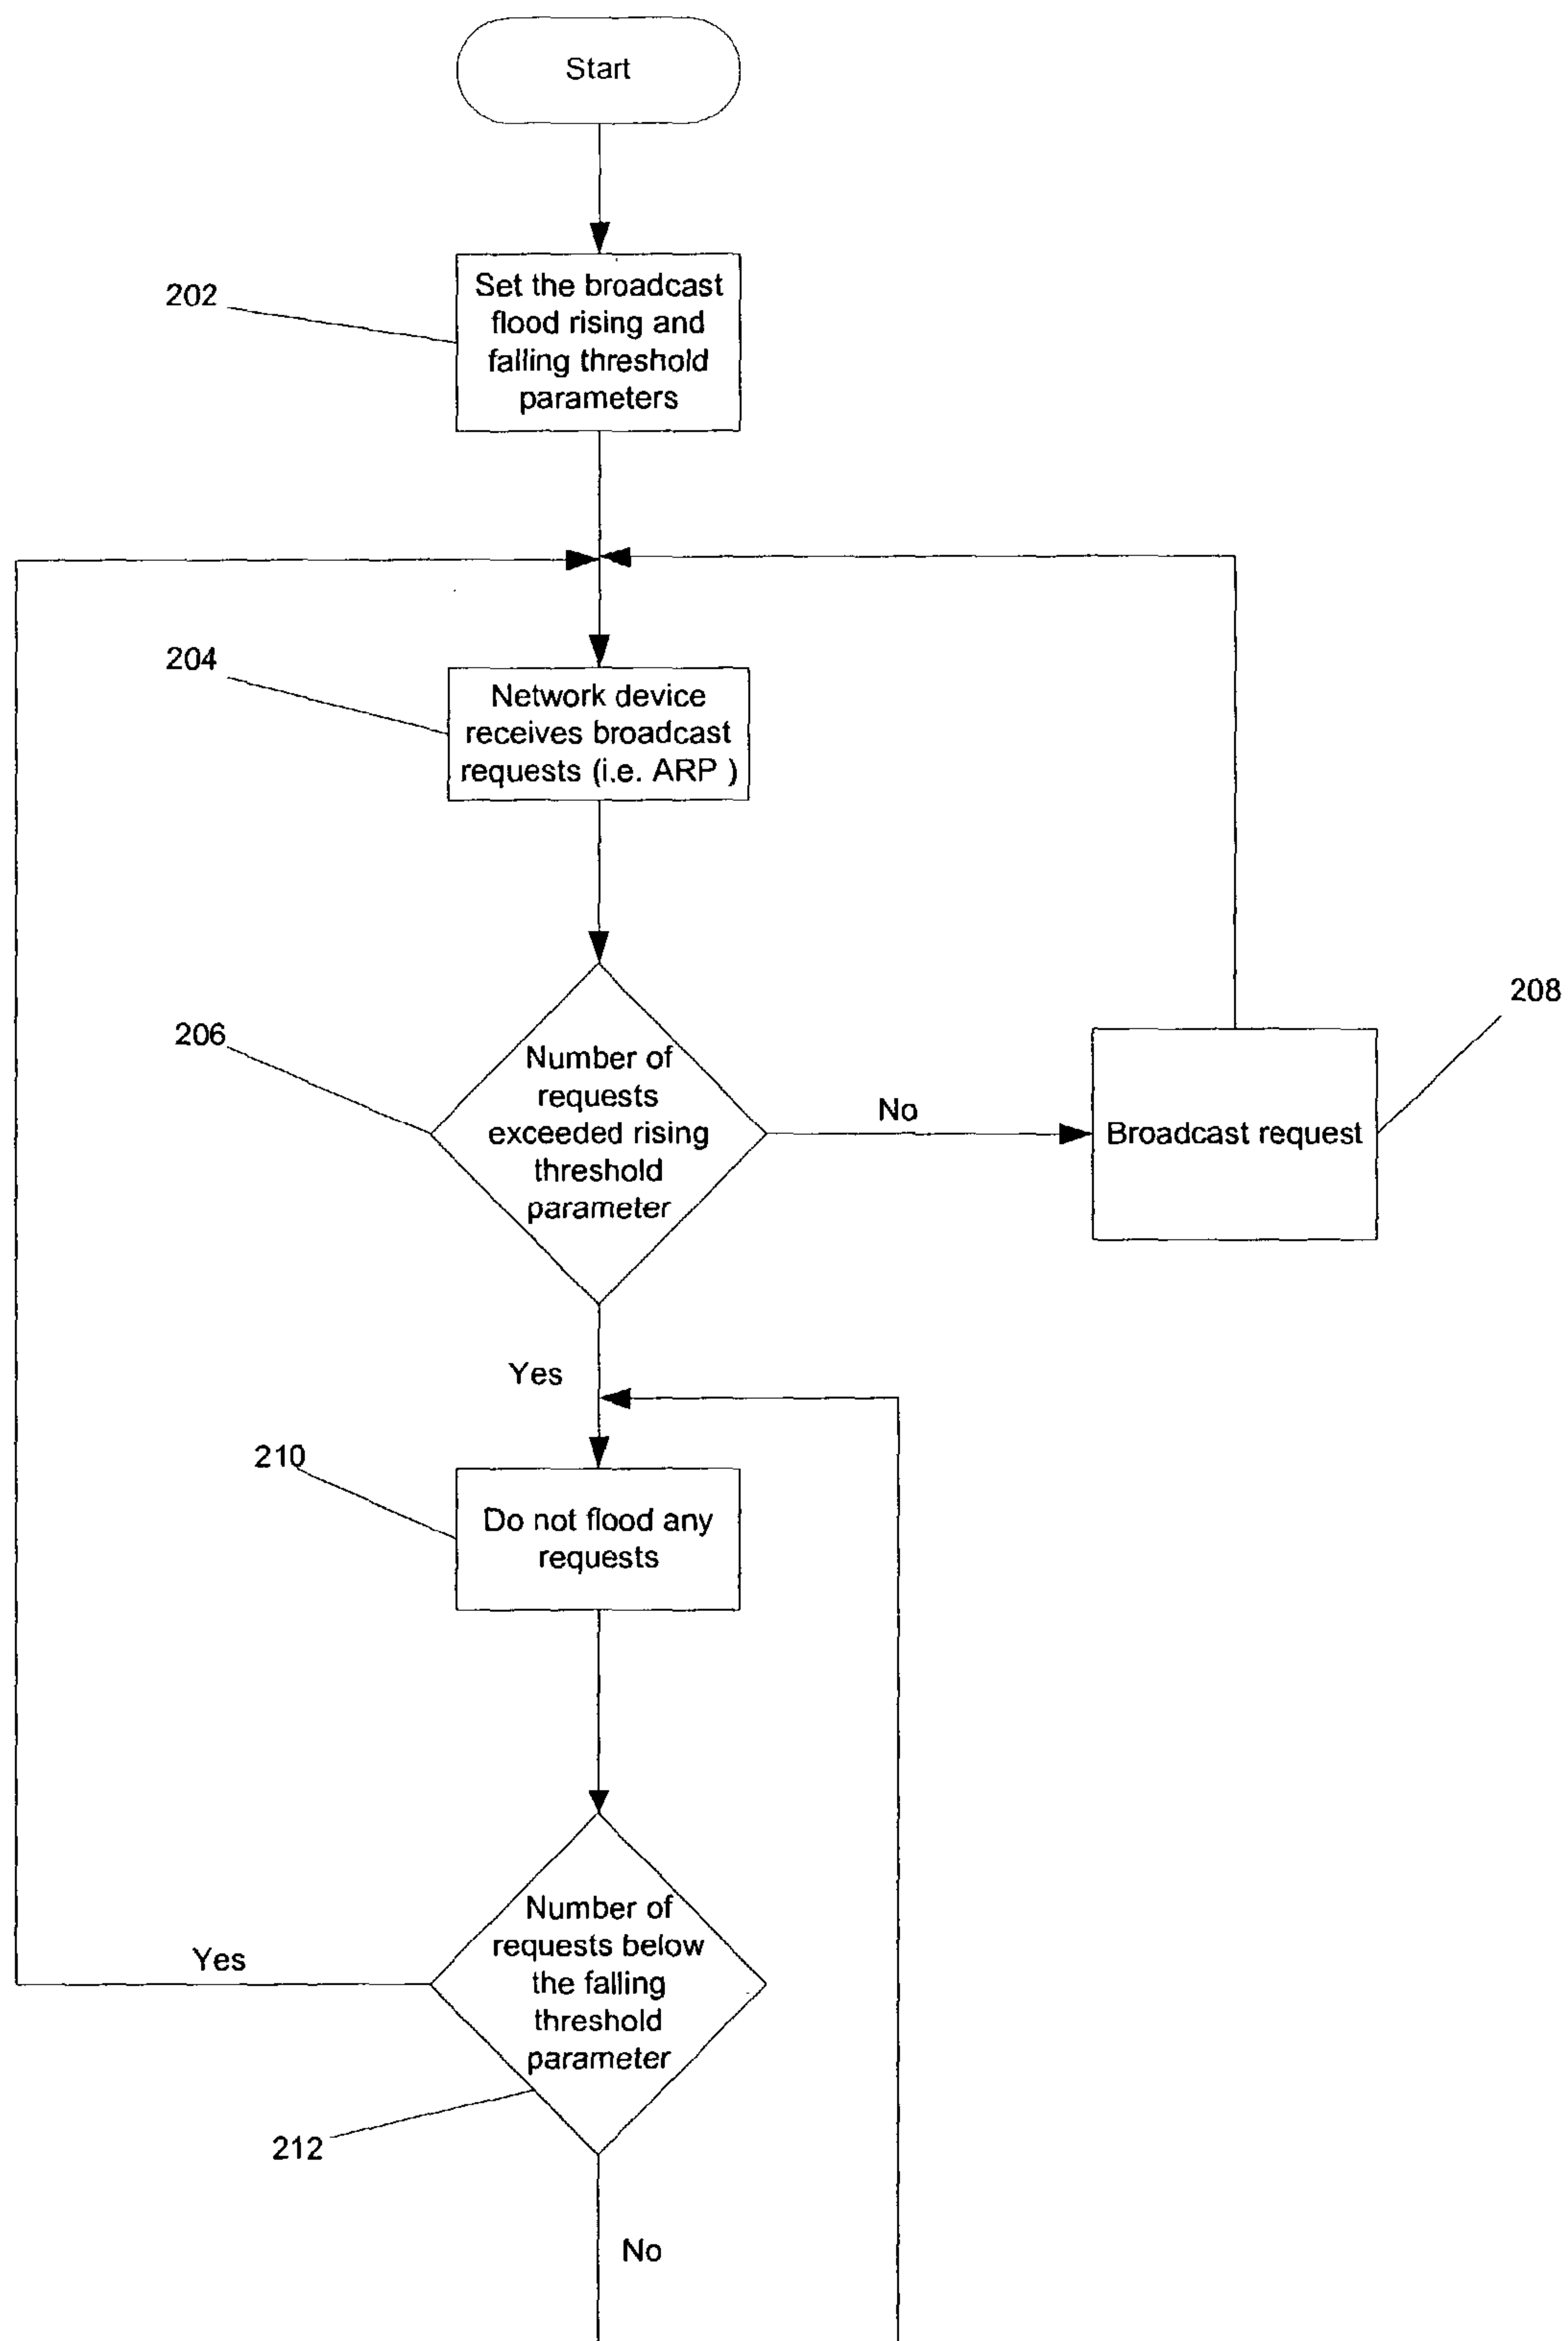 Start
202
Set the broadcast
flood rising and
falling threshold
parameters
204
Network device
receives broadcast
requests (i.e. ARP )
206
Number of
requests
exceeded rising
threshold
parameter
No
Broadcast request
208
Yes
210
Do not flood any
requests
Number of
requests below
the falling
threshold
parameter
Yes
212
No